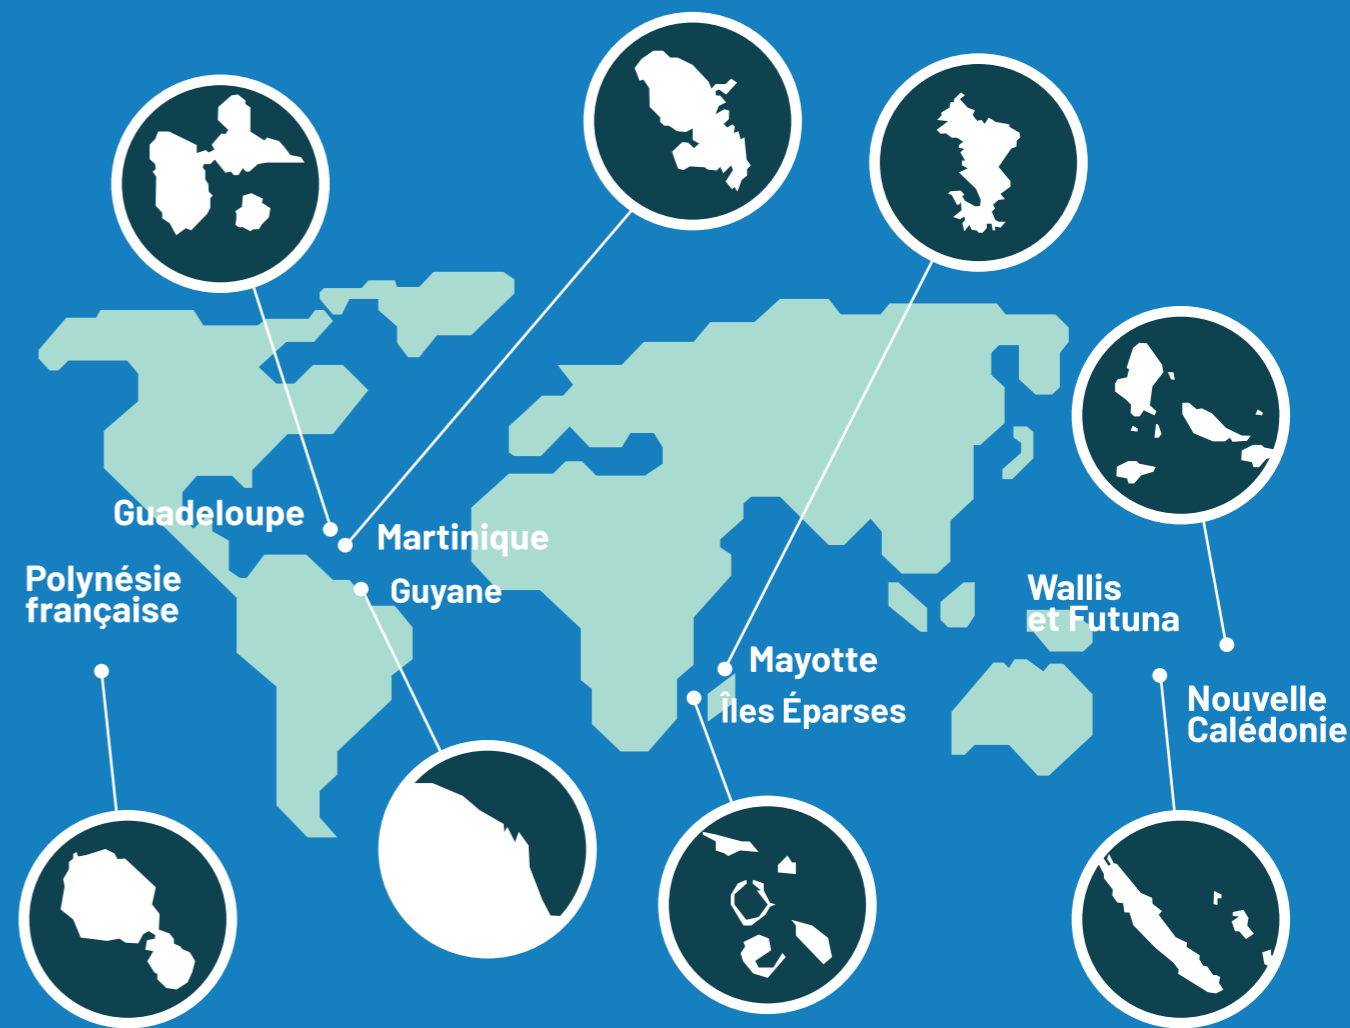 Guadeloupe
Martinique
Polynésie
française
Guyane
Wallis
et Futuna
Mayotte
Îles Éparses
Nouvelle
Calédonie